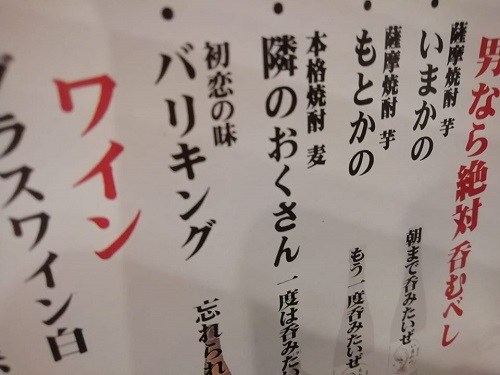 男なら絶対呑むべし
薩摩焼酎 芋
いまかの
朝まで呑みたいぜ
薩摩焼酎 芋
もとかの
もう一度呑みたいぜ
本格焼酎 麦
隣のおくさん
一度は呑みたい
初恋の味
バリキング
忘れられ
ワイン
グラスワイン白